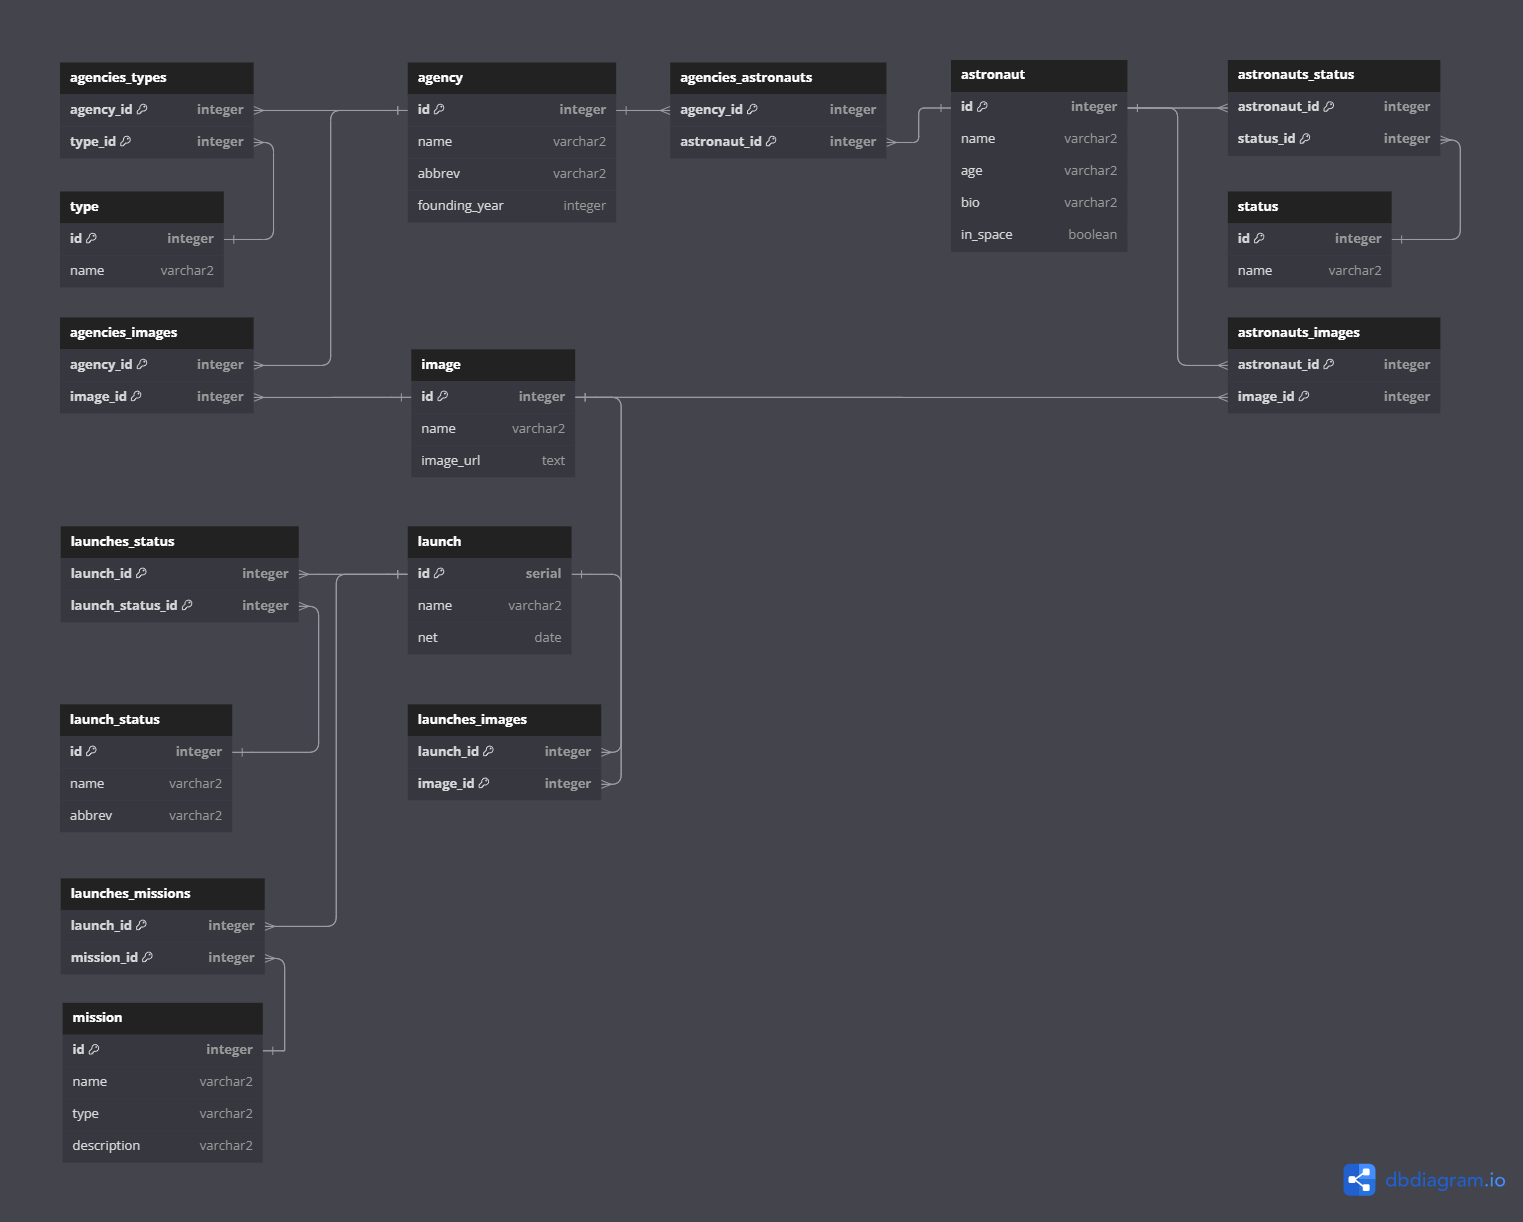 agencies_types
agency_id integer
type_id integer
type
id integer
name varchar2
agencies_images
agency_id integer
image_id integer
agency
id integer
name varchar2
abbrev varchar2
founding_year integer
agencies_astronauts
agency_id integer
astronaut_id integer
astronaut
id integer
name varchar2
age varchar2
bio varchar2
in_space boolean
astronauts_status
astronaut_id integer
status_id integer
status
id integer
name varchar2
astronauts_images
astronaut_id integer
image_id integer
image
id integer
name varchar2
image_url text
launches_status
launch_id integer
launch_status_id integer
launch
id serial
name varchar2
net date
launch_status
id integer
name varchar2
abbrev varchar2
launches_images
launch_id integer
image_id integer
launches_missions
launch_id integer
mission_id integer
mission
id integer
name varchar2
type varchar2
description varchar2
dbdiagram.io